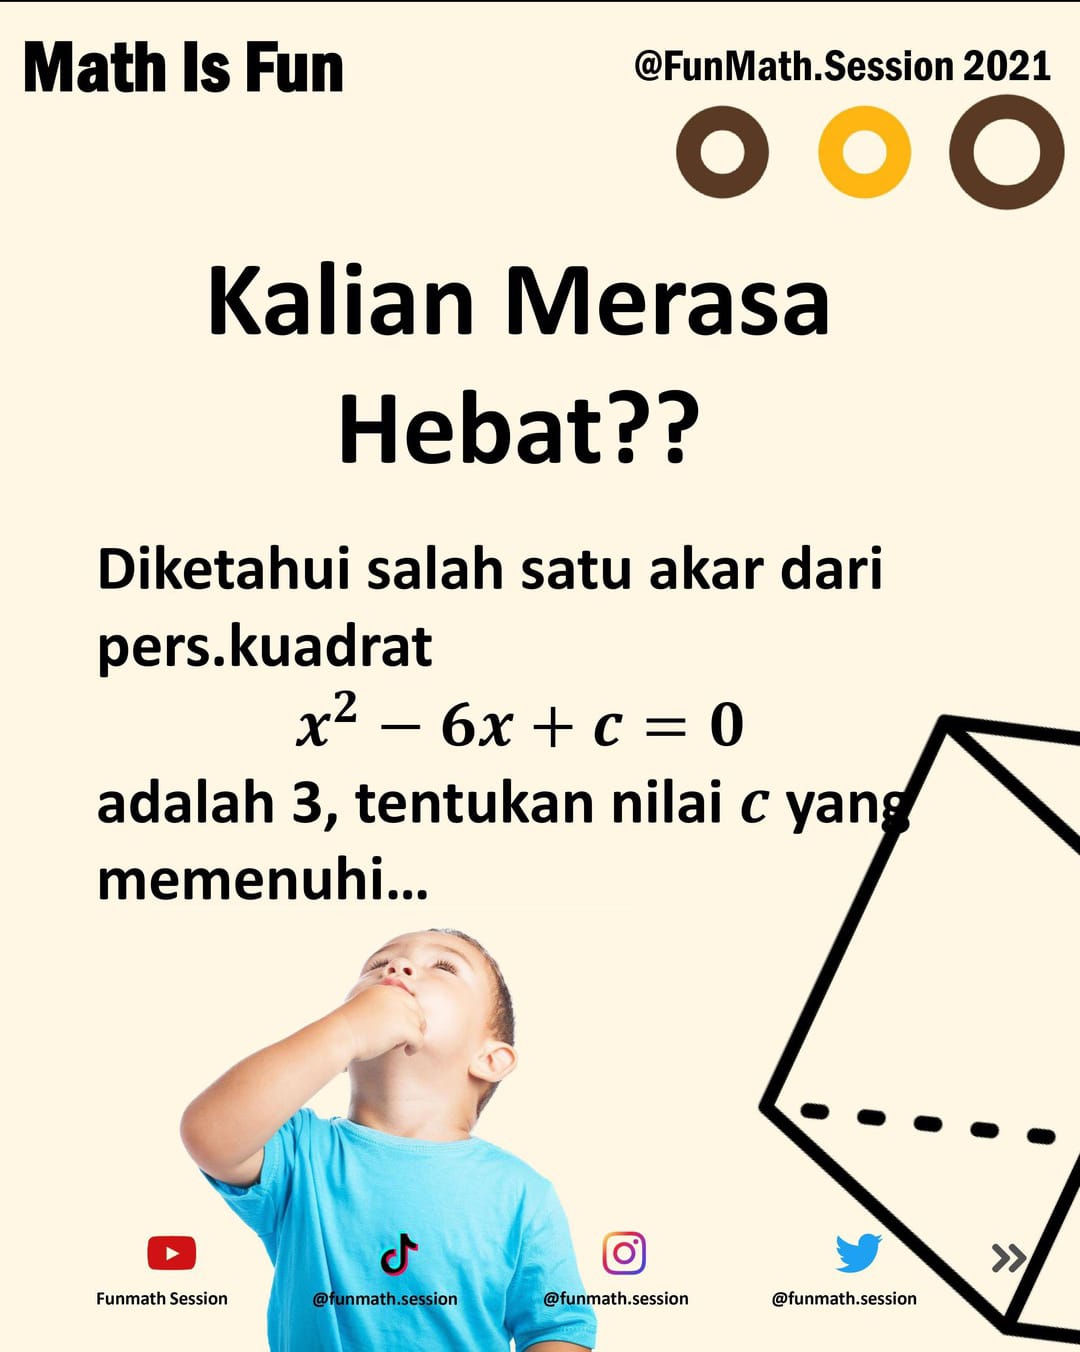 Math Is Fun
@FunMath.Session 2021
Kalian Merasa
Hebat??
Diketahui salah satu akar dari
pers.kuadrat
x² − 6x + c = 0
adalah 3, tentukan nilai c yang
memenuhi...
Funmath Session
@funmath.session
@funmath.session
@funmath.session